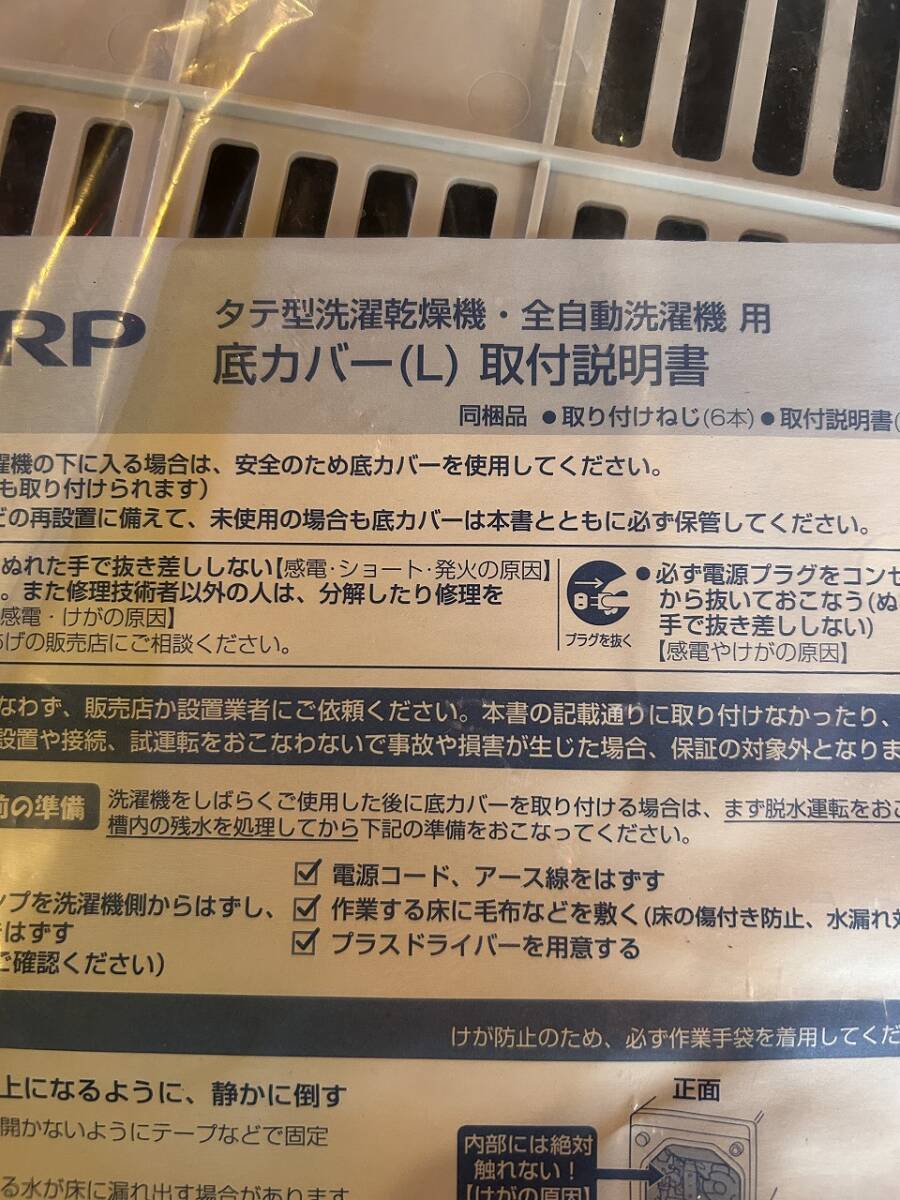 RP
タテ型洗濯乾燥機・全自動洗濯機 用
底カバー(L) 取付説明書
同梱品 ●取り付けねじ(6本) ●取付説明書(
濯機の下に入る場合は、安全のため底カバーを使用してください。
も取り付けられます)
どの再設置に備えて、未使用の場合も底カバーは本書とともに必ず保管してください。
ぬれた手で抜き差ししない【感電・ショート・発火の原因】
。また修理技術者以外の人は、分解したり修理を
感電・けがの原因】
あげの販売店にご相談ください。
プラグを抜く
●必ず電源プラグをコンセ
から抜いておこなう(ぬ
手で抜き差ししない)
【感電やけがの原因】
なわず、販売店か設置業者にご依頼ください。本書の記載通りに取り付けなかったり、
設置や接続、試運転をおこなわないで事故や損害が生じた場合、保証の対象外となりま
前の準備
洗濯機をしばらくご使用した後に底カバーを取り付ける場合は、まず脱水運転をおこ
槽内の残水を処理してから下記の準備をおこなってください。
ンプを洗濯機側からはずし、
はずす
ご確認ください)
☑ 電源コード、アース線をはずす
☑ 作業する床に毛布などを敷く(床の傷付き防止、水漏れ対
☑ プラスドライバーを用意する
けが防止のため、必ず作業手袋を着用してくだ
上になるように、静かに倒す
開かないようにテープなどで固定
る水が床に漏れ出す場合があります
正面
内部には絶対
触れない！
【けがの原因】